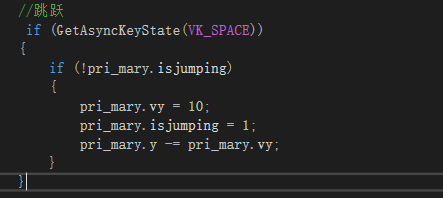 //跳跃
if (GetAsyncKeyState(VK_SPACE))
{
if (!pri_mary.isjumping)
{
pri_mary.vy = 10;
pri_mary.isjumping = 1;
pri_mary.y -= pri_mary.vy;
}
}